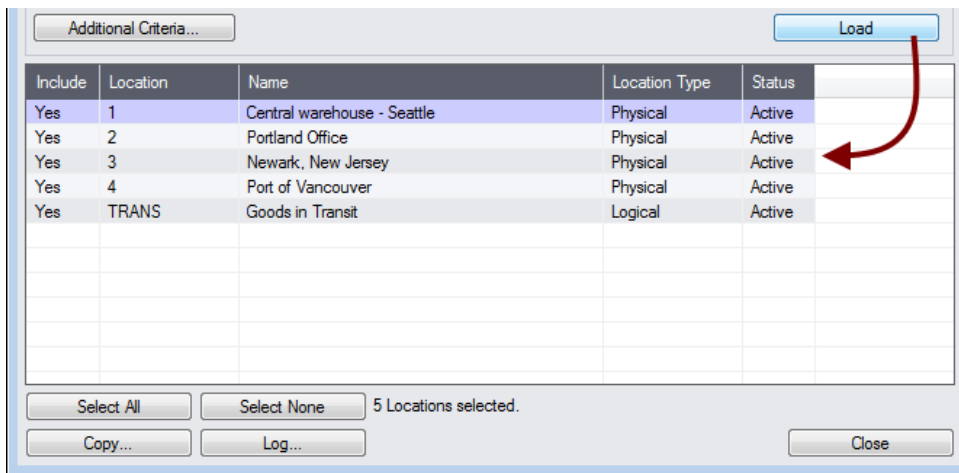 Additional Criteria... Load
Include Location Name Location Type Status
Yes 1 Central warehouse - Seattle Physical Active
Yes 2 Portland Office Physical Active
Yes 3 Newark, New Jersey Physical Active
Yes 4 Port of Vancouver Physical Active
Yes TRANS Goods in Transit Logical Active
Select All Select None 5 Locations selected.
Copy... Log... Close